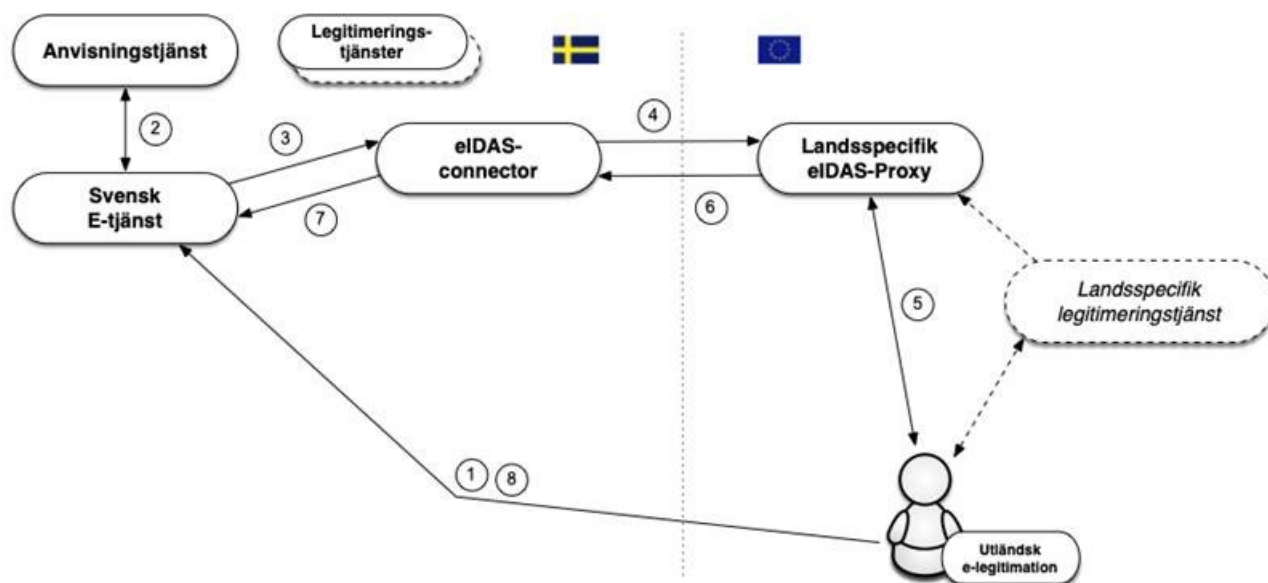 Anvisningstjänst
Legitimerings-
tjänster
2
3
4
eIDAS-
connector
Landsspecifik
eIDAS-Proxy
Svensk
E-tjänst
7
6
5
Landsspecifik
legitimeringstjänst
1
8
Utländsk
e-legitimation